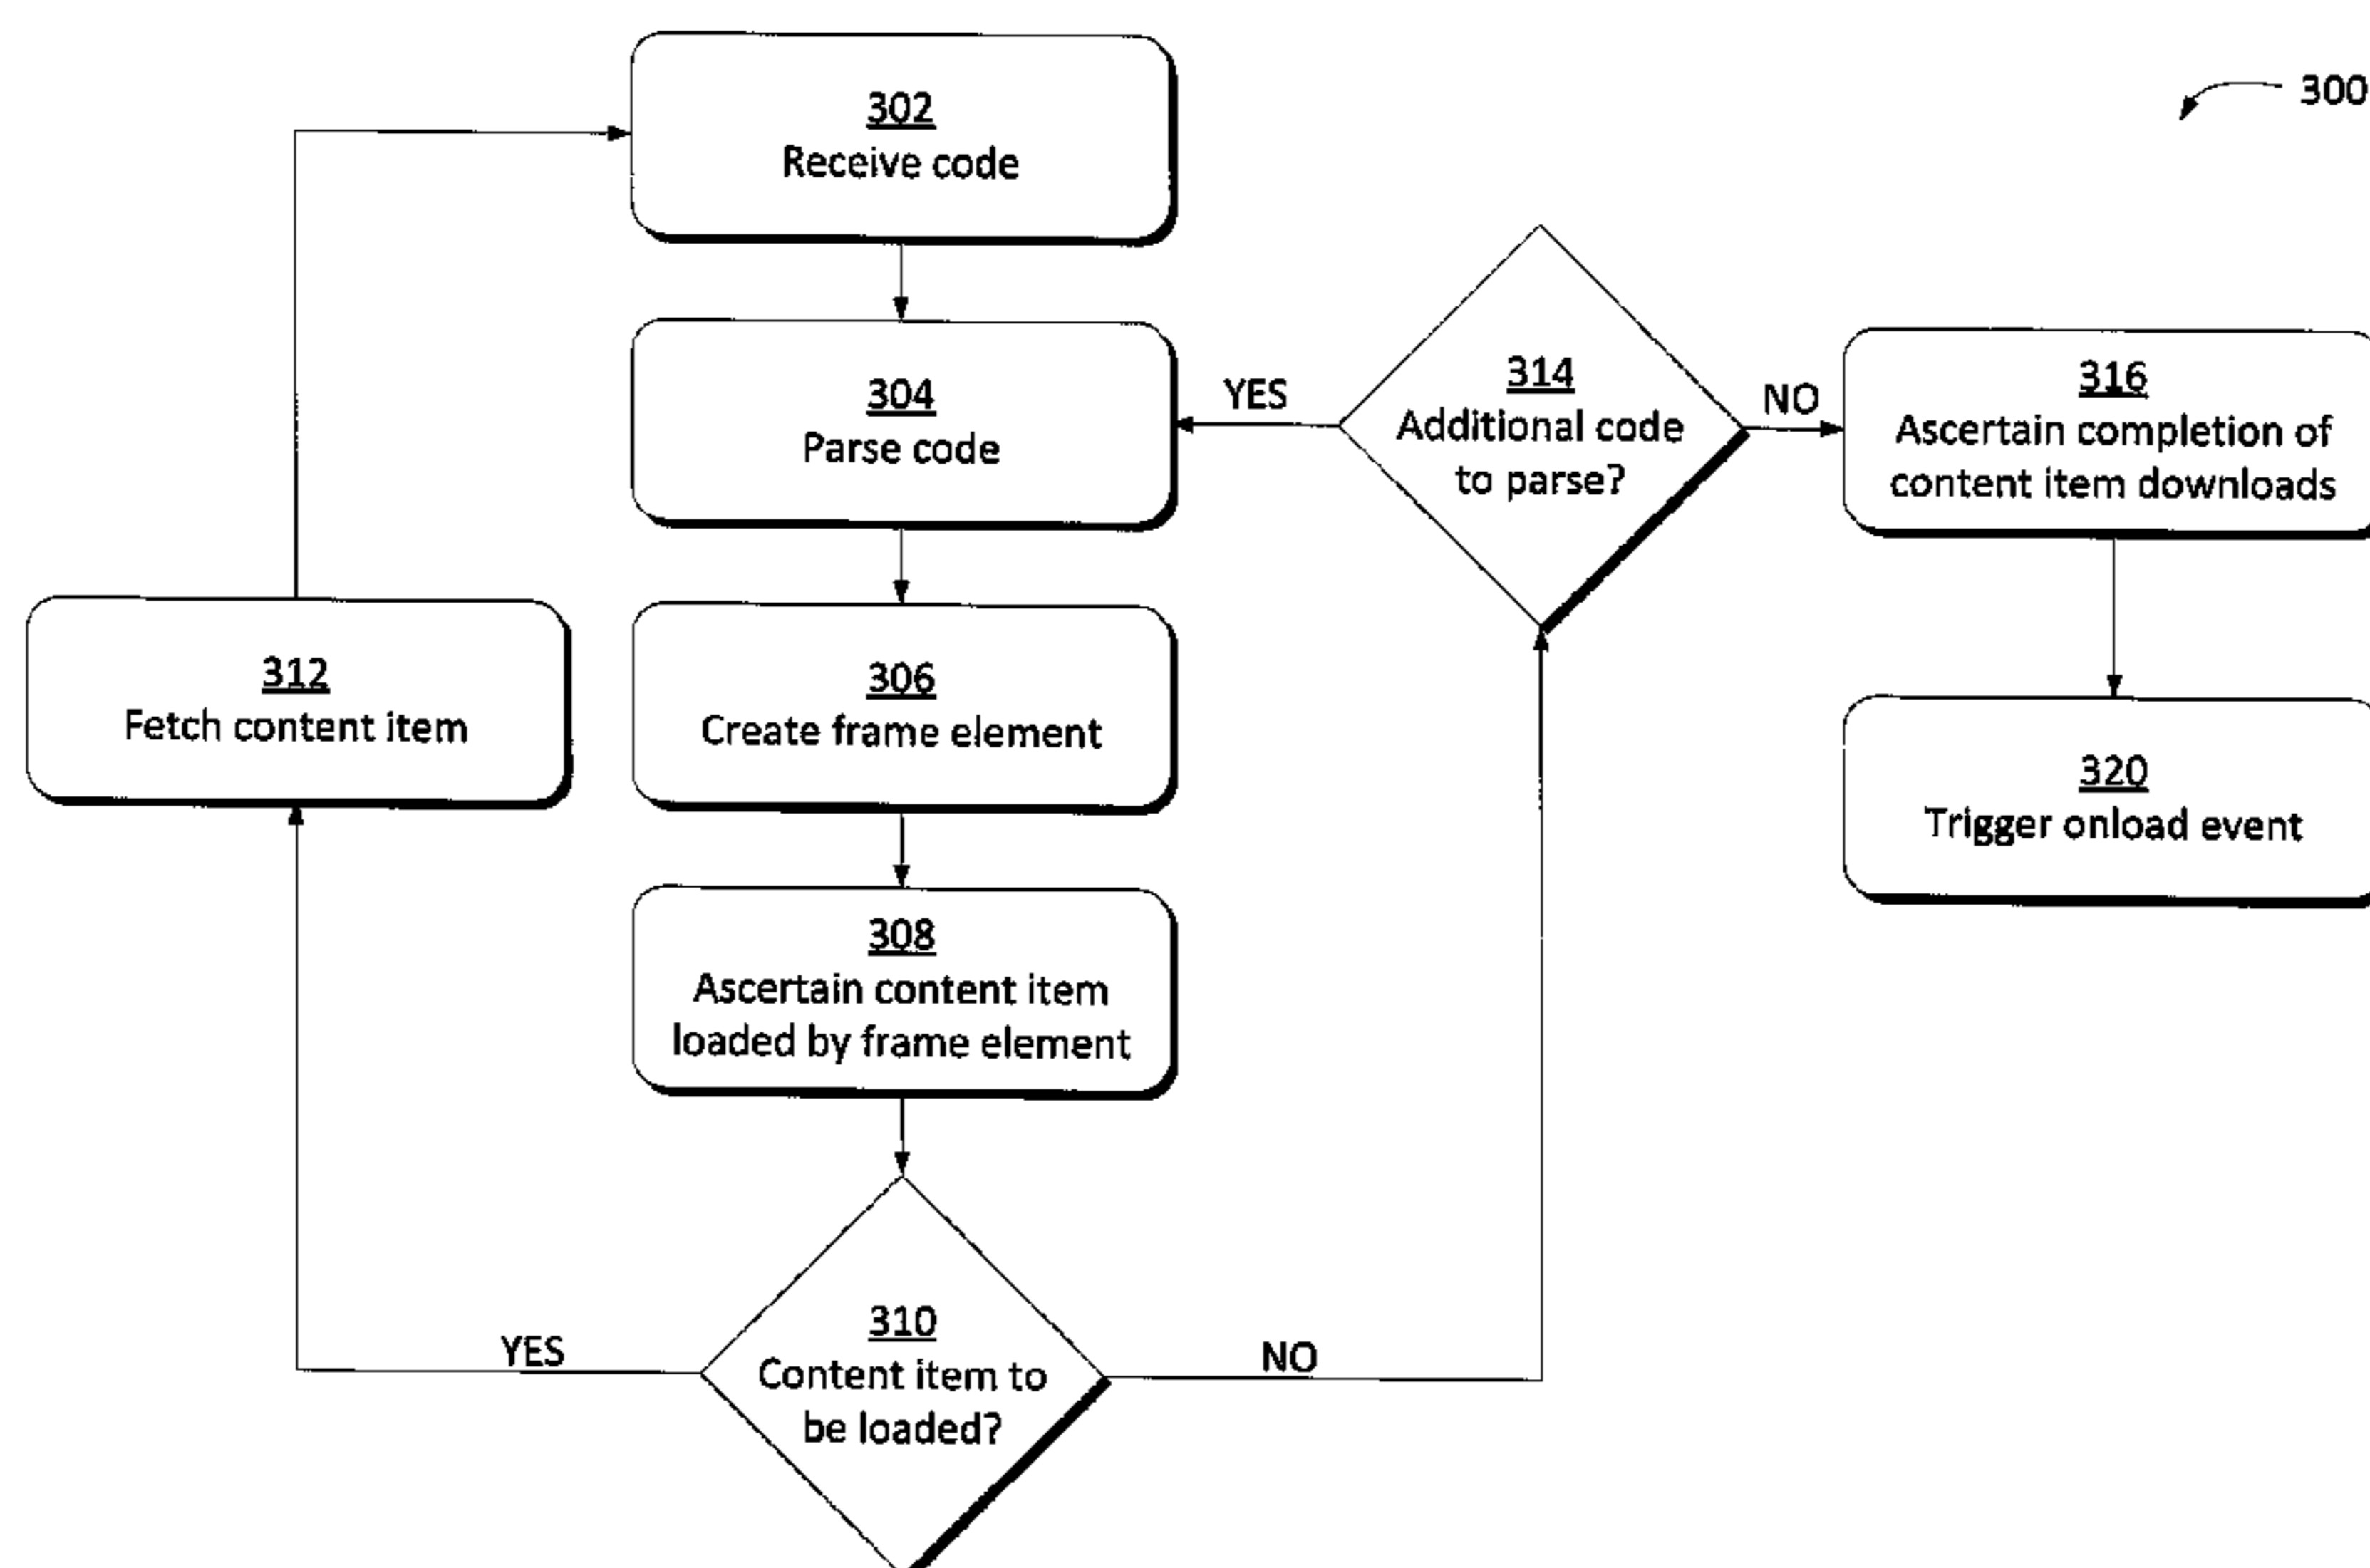 300
302
Receive code
304
Parse code
306
Create frame element
308
Ascertain content item
loaded by frame element
310
Content item to
be loaded?
YES
312
Fetch content item
NO
314
Additional code
to parse?
YES
NO
316
Ascertain completion of
content item downloads
320
Trigger onload event